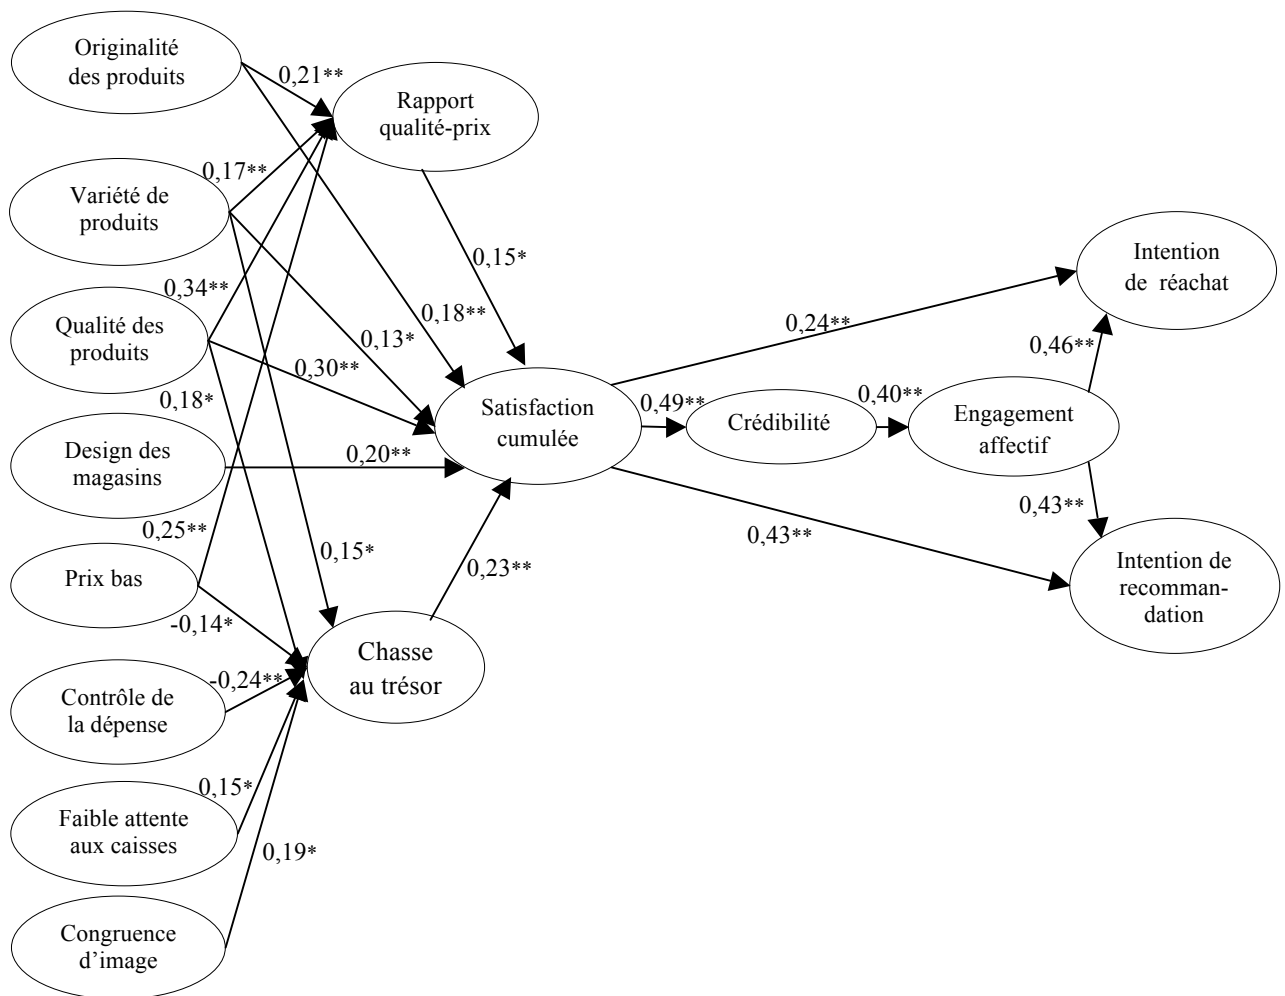 Originalité
des produits
0,21**
Rapport
qualité-prix
0,17**
Variété de
produits
0,15*
Intention
de réachat
0,34**
0,18**
0,24**
Qualité des
produits
0,13*
0,46**
0,30**
0,18*
Satisfaction
cumulée
0,49**
Crédibilité
0,40**
Engagement
affectif
Design des
magasins
0,20**
0,43**
0,25**
0,15*
0,43**
Prix bas
0,23**
Intention de
recomman-
dation
-0,14*
Chasse
au trésor
-0,24**
Contrôle de
la dépense
0,15*
Faible attente
aux caisses
0,19*
Congruence
d’image